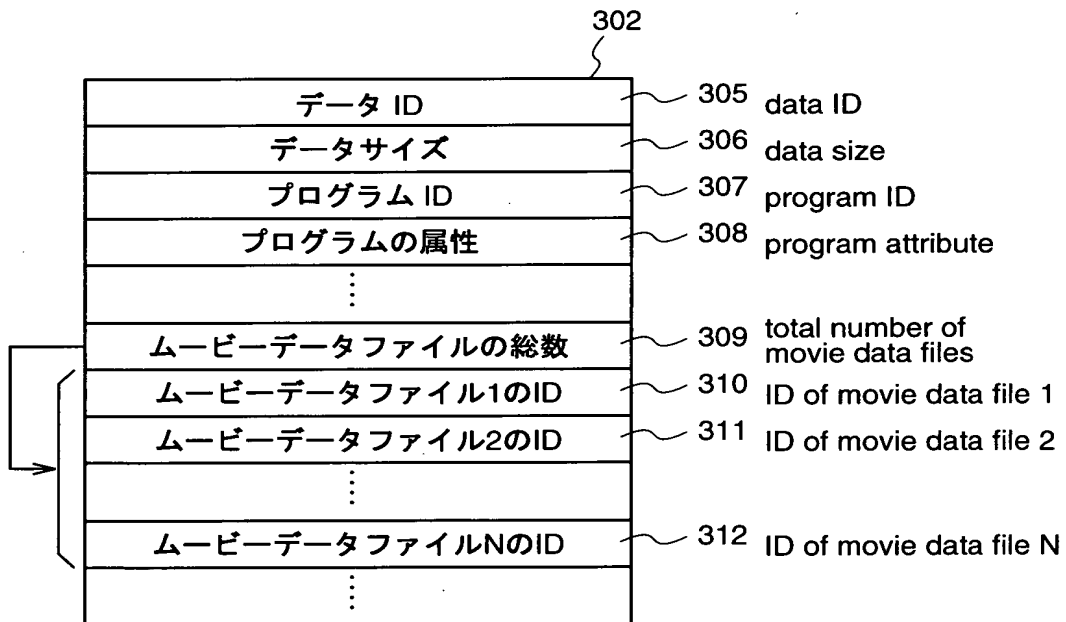 302
データ ID 305 data ID
データサイズ 306 data size
プログラム ID 307 program ID
プログラムの属性 308 program attribute
ムービーデータファイルの総数 309 total number of
movie data files
ムービーデータファイル1のID 310 ID of movie data file 1
ムービーデータファイル2のID 311 ID of movie data file 2
ムービーデータファイルNのID 312 ID of movie data file N